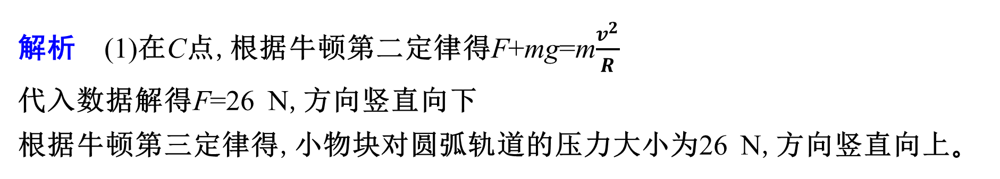 解析 (1)在C点,根据牛顿第二定律得F+mg=m\frac{v^2}{R}
代入数据解得F=26 N,方向竖直向下
根据牛顿第三定律得,小物块对圆弧轨道的压力大小为26 N,方向竖直向上。